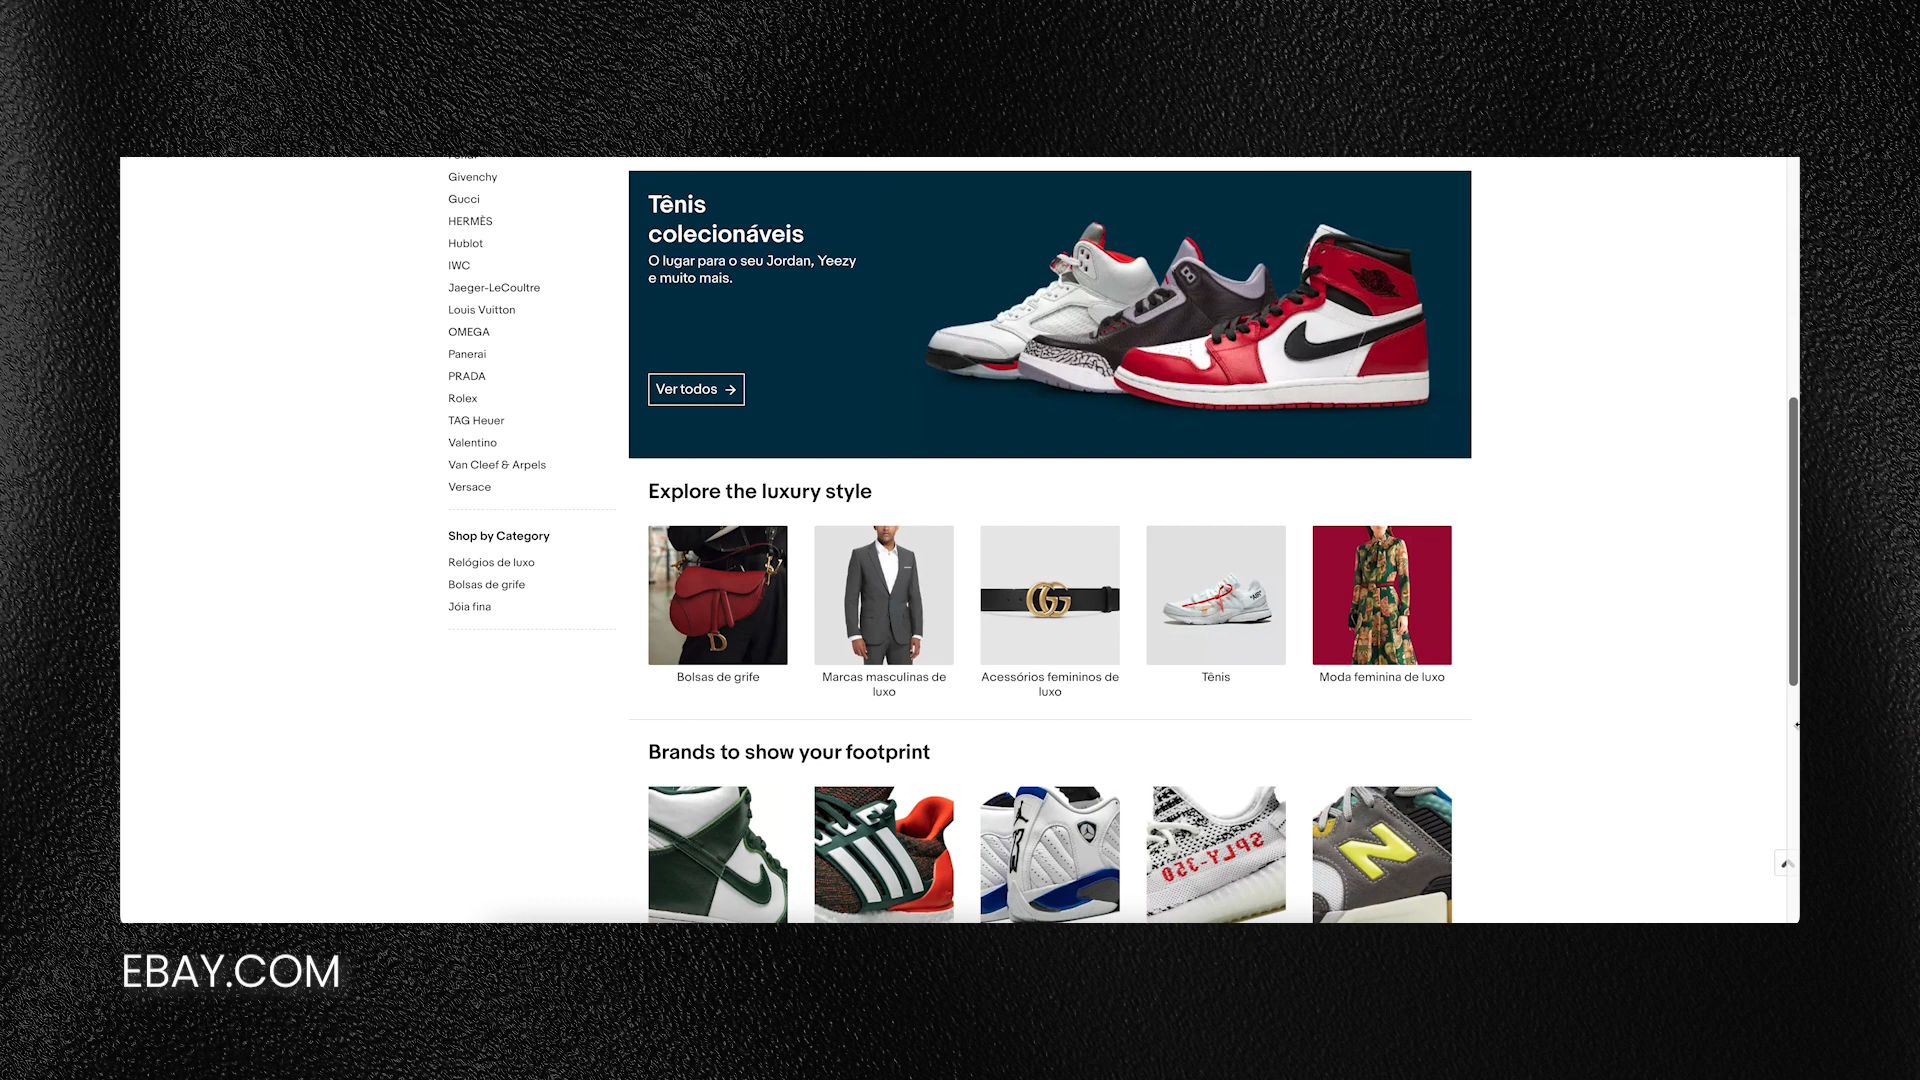 Givenchy
Gucci
HERMÈS
Hublot
IWC
Jaeger-LeCoultre
Louis Vuitton
OMEGA
Panerai
PRADA
Rolex
TAG Heuer
Valentino
Van Cleef & Arpels
Versace
Shop by Category
Relógios de luxo
Bolsas de grife
Jóia fina
Tênis
colecionáveis
O lugar para o seu Jordan, Yeezy
e muito mais.
Ver todos →
Explore the luxury style
Bolsas de grife
Marcas masculinas de
luxo
Acessórios femininos de
luxo
Tênis
Moda feminina de luxo
Brands to show your footprint
SPLY-350
EBAY.COM